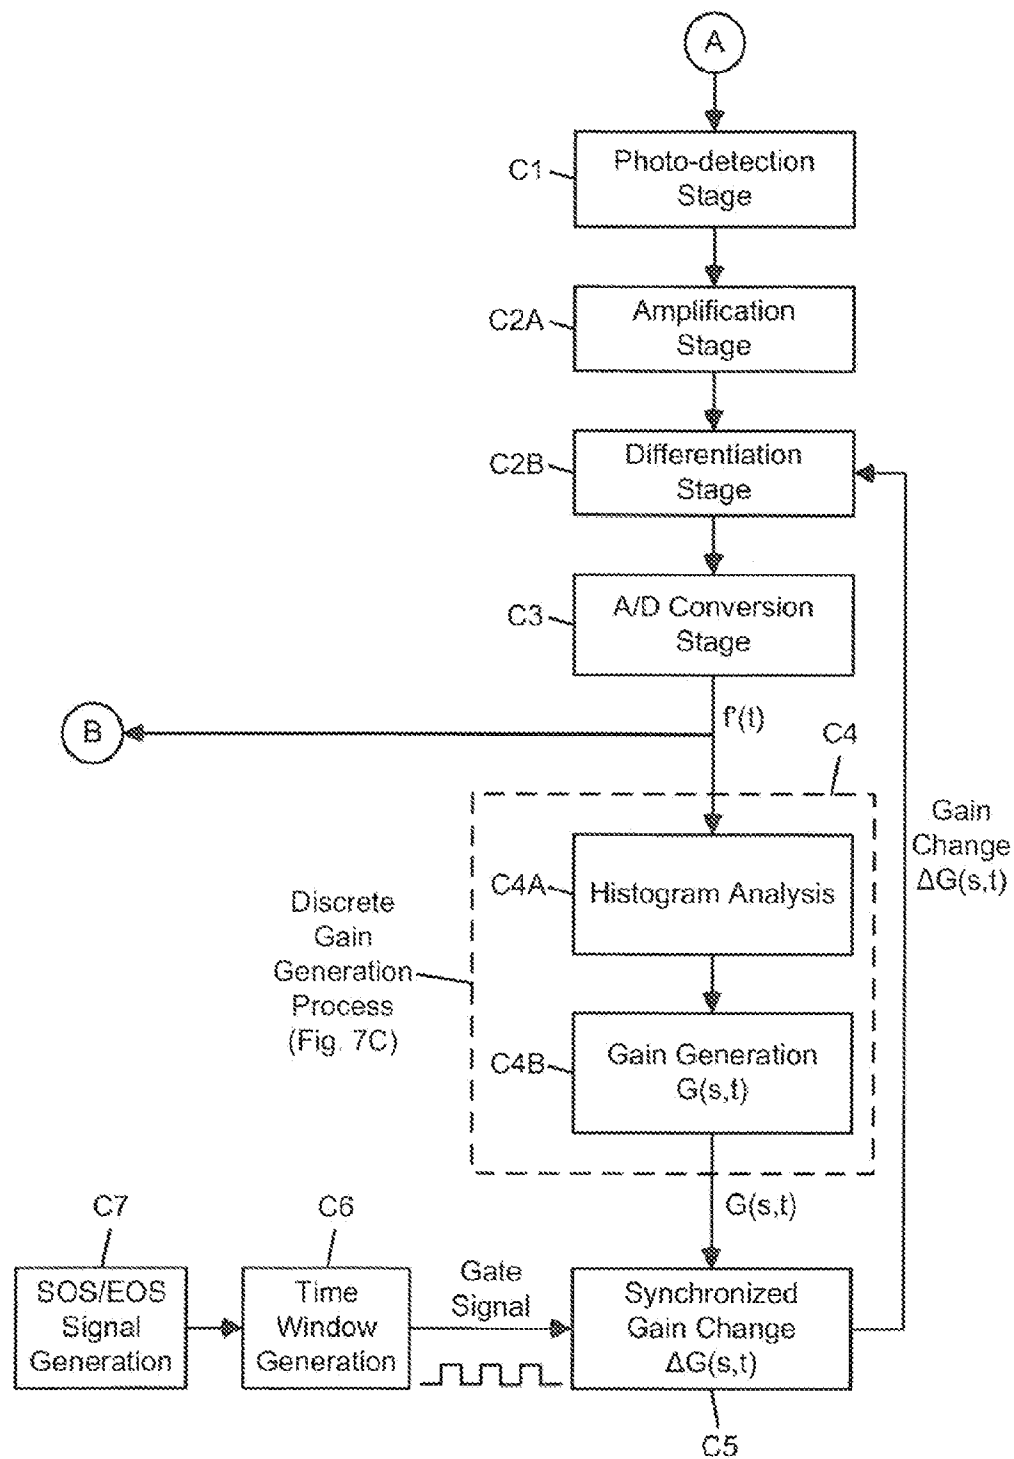 A
C1
Photo-detection
Stage
C2A
Amplification
Stage
C2B
Differentiation
Stage
C3
A/D Conversion
Stage
f'(t)
B
C4
Gain
Change
ΔG(s,t)
C4A
Histogram Analysis
Discrete
Gain
Generation
Process
(Fig. 7C)
C4B
Gain Generation
G(s,t)
G(s,t)
C7
SOS/EOS
Signal
Generation
C6
Time
Window
Generation
Gate
Signal
Synchronized
Gain Change
ΔG(s,t)
C5